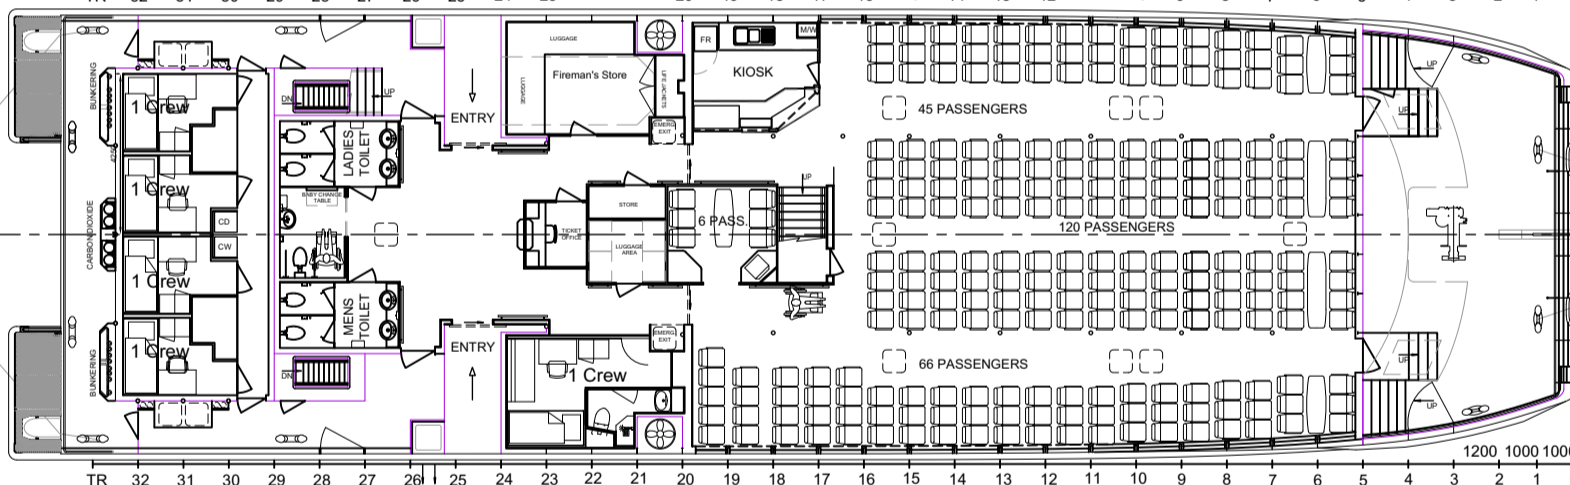 LUGGAGE
FR
M/W
BUNKERING
Fireman's Store
KIOSK
UP
1 Crew
DN
UP
LUGGAGE
LIFE JACKETS
45 PASSENGERS
ENTRY
EMERG.
EXIT
UP
LADIES
TOILET
4250
1 Crew
BABY CHANGE
TABLE
UP
STORE
CD
6 PASS.
120 PASSENGERS
CARBONDIOXIDE
TICKET
OFFICE
CW
LUGGAGE
AREA
1 Crew
MENS
TOILET
EMERG.
EXIT
ENTRY
1 Crew
BUNKERING
66 PASSENGERS
UP
1 Crew
DN
UP
1200 1000 1000
TR 32 31 30 29 28 27 26 25 24 23 22 21 20 19 18 17 16 15 14 13 12 11 10 9 8 7 6 5 4 3 2 1